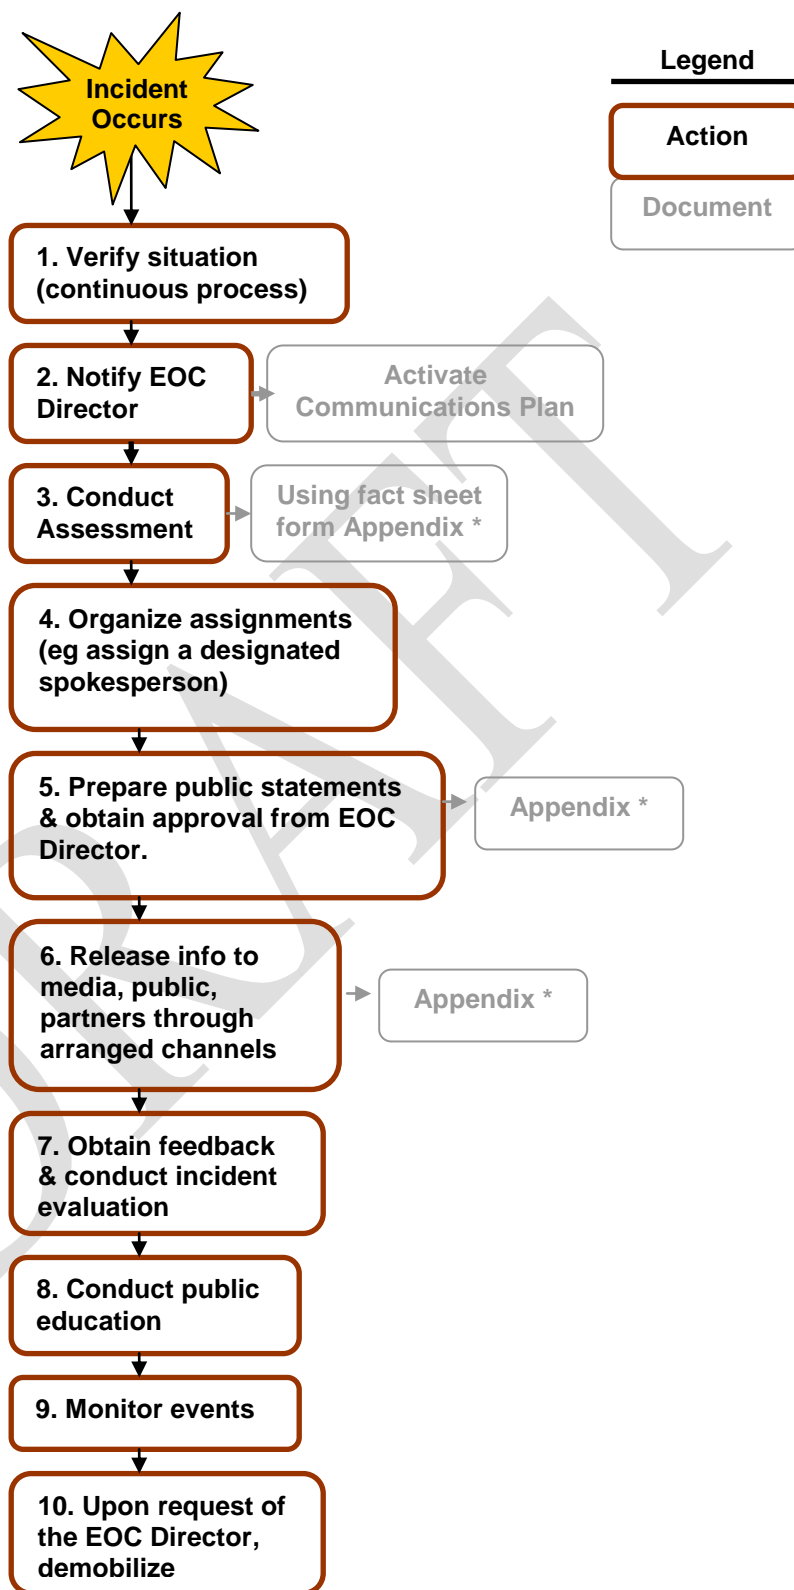 Incident
Occurs
Legend
Action
Document
1. Verify situation
(continuous process)
2. Notify EOC
Director
Activate
Communications Plan
3. Conduct
Assessment
Using fact sheet
form Appendix *
4. Organize assignments
(eg assign a designated
spokesperson)
5. Prepare public statements
& obtain approval from EOC
Director.
Appendix *
6. Release info to
media, public,
partners through
arranged channels
Appendix *
7. Obtain feedback
& conduct incident
evaluation
8. Conduct public
education
9. Monitor events
10. Upon request of
the EOC Director,
demobilize
DRAFT